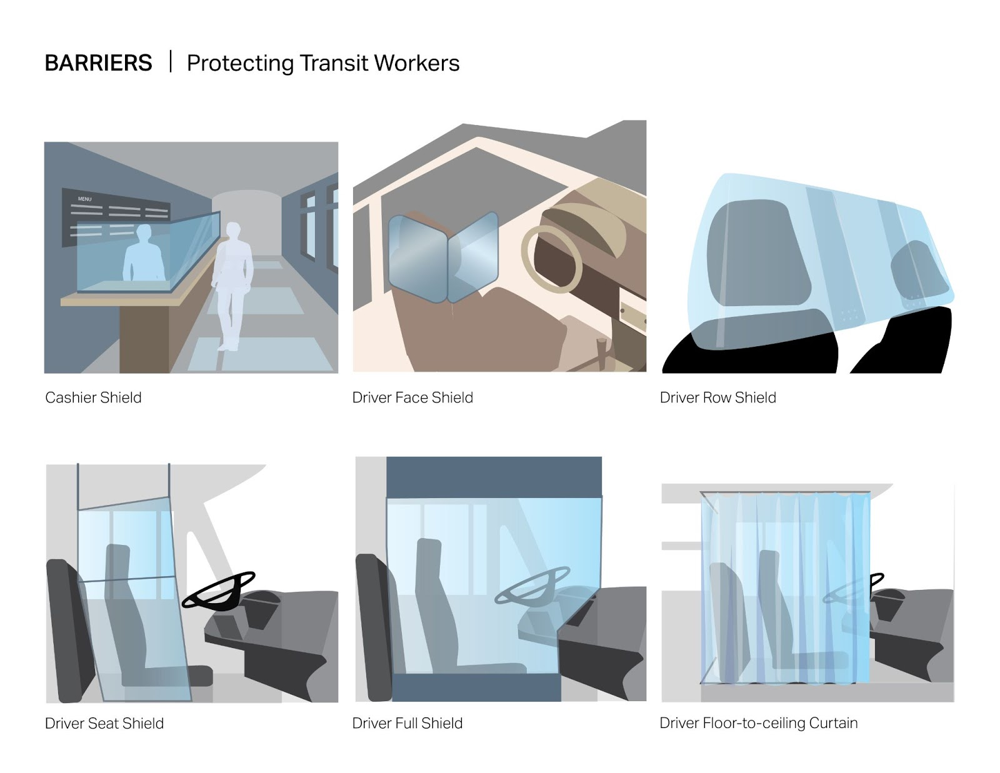 BARRIERS | Protecting Transit Workers
MENU
Cashier Shield
Driver Face Shield
Driver Row Shield
Driver Seat Shield
Driver Full Shield
Driver Floor-to-ceiling Curtain